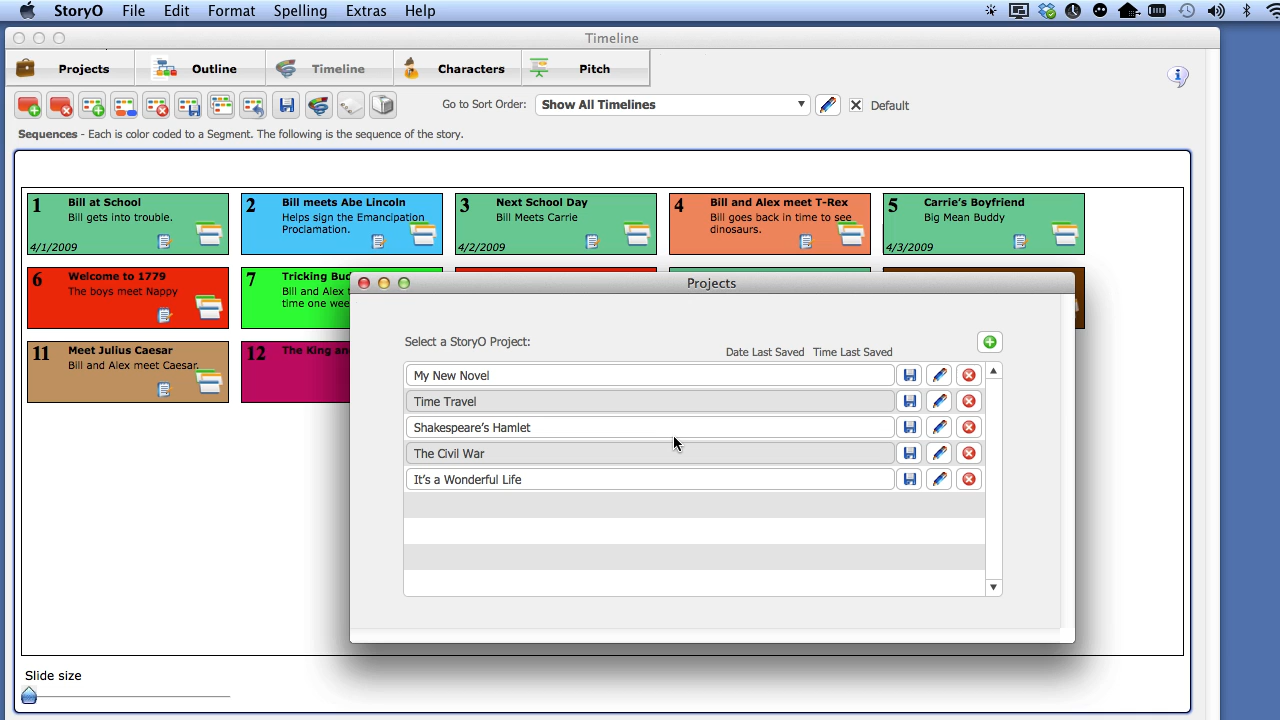 StoryO File Edit Format Spelling Extras Help
Timeline
Projects Outline Timeline Characters Pitch
Go to Sort Order: Show All Timelines Default
Sequences - Each is color coded to a Segment. The following is the sequence of the story.
1 Bill at School
Bill gets into trouble.
4/1/2009
2 Bill meets Abe Lincoln
Helps sign the Emancipation
Proclamation.
3 Next School Day
Bill Meets Carrie
4/2/2009
4 Bill and Alex meet T-Rex
Bill goes back in time to see
dinosaurs.
5 Carrie's Boyfriend
Big Mean Buddy
4/3/2009
6 Welcome to 1779
The boys meet Nappy
7 Tricking Bud
Bill and Alex
time one wee
11 Meet Julius Caesar
Bill and Alex meet Caesar.
12 The King an
Projects
Select a StoryO Project:
Date Last Saved Time Last Saved
My New Novel
Time Travel
Shakespeare's Hamlet
The Civil War
It's a Wonderful Life
Slide size